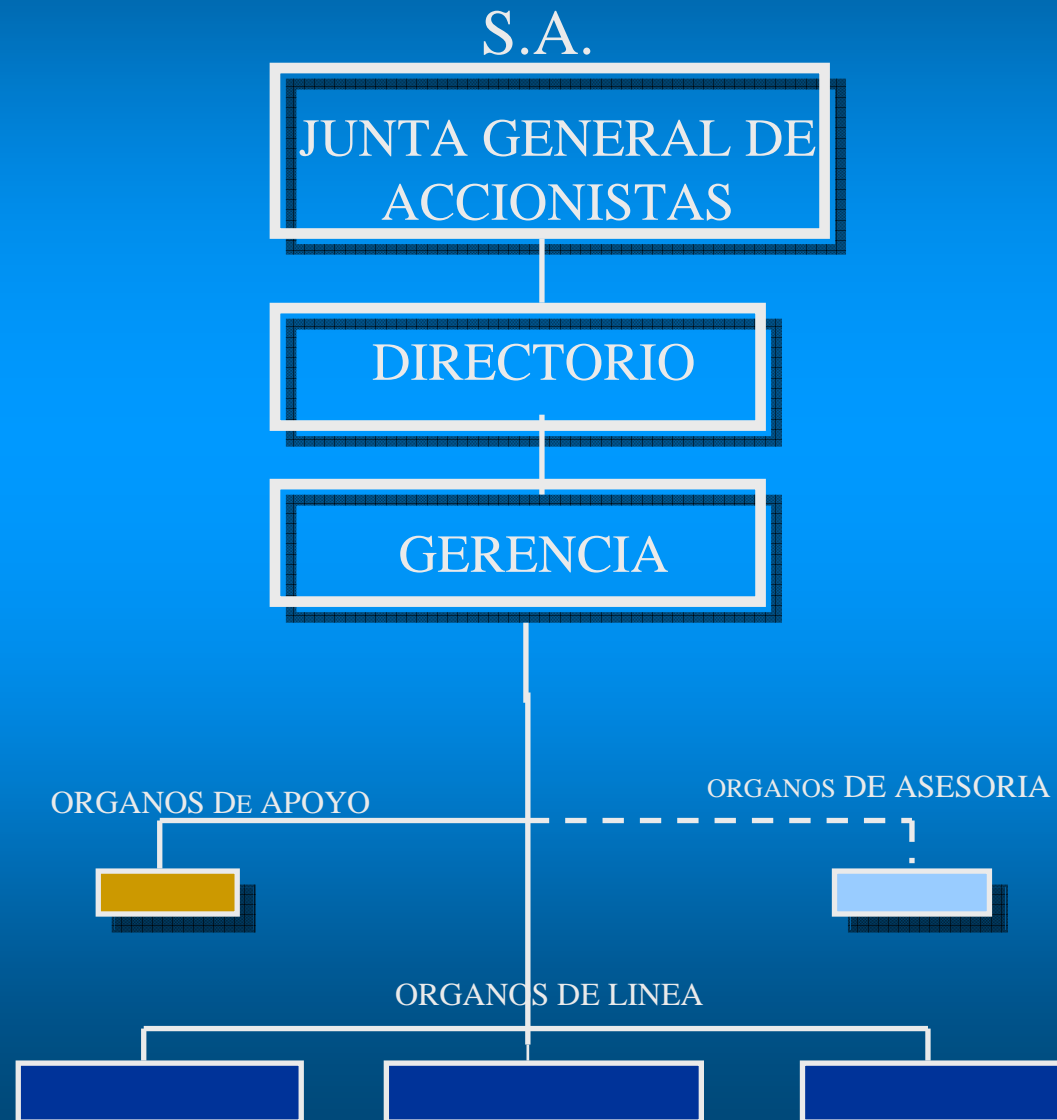 S.A.
JUNTA GENERAL DE
ACCIONISTAS
DIRECTORIO
GERENCIA
ORGANOS DE APOYO
ORGANOS DE ASESORIA
ORGANOS DE LINEA